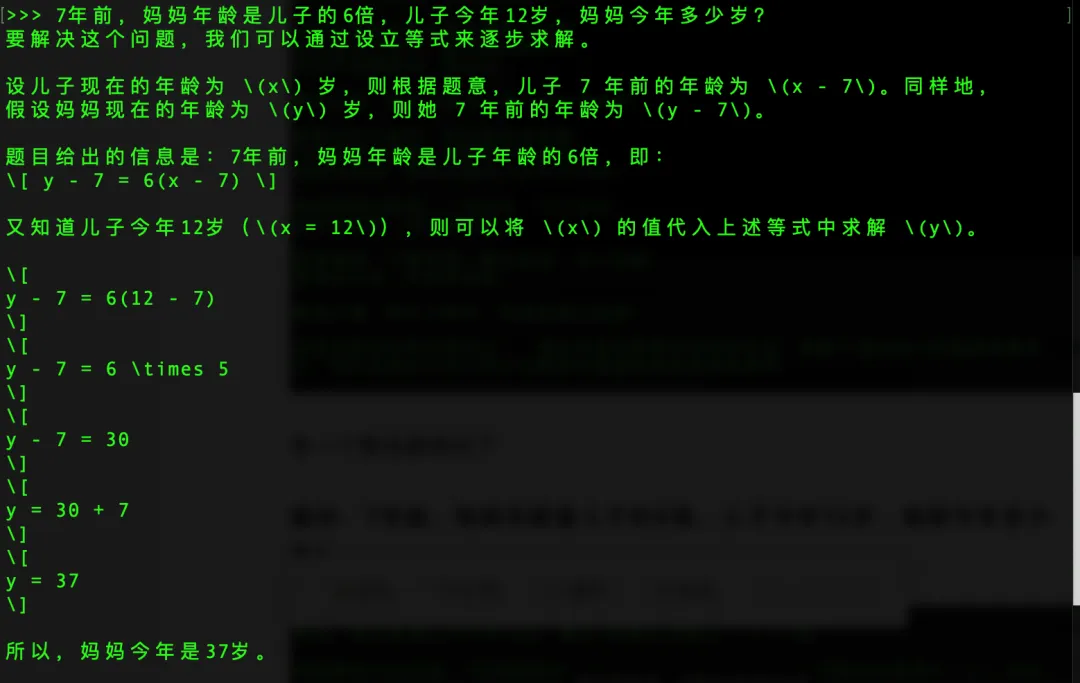 >>> 7年前，妈妈年龄是儿子的6倍，儿子今年12岁，妈妈今年多少岁？
要解决这个问题，我们可以通过设立等式来逐步求解。
设儿子现在的年龄为 \(x\) 岁，则根据题意，儿子 7 年前的年龄为 \(x - 7\)。同样地，
假设妈妈现在的年龄为 \(y\) 岁，则她 7 年前的年龄为 \(y - 7\)。
题目给出的信息是：7年前，妈妈年龄是儿子年龄的6倍，即：
\[ y - 7 = 6(x - 7) \]
又知道儿子今年12岁（\(x = 12\)），则可以将 \(x\) 的值代入上述等式中求解 \(y\)。
\[
y - 7 = 6(12 - 7)
\]
\[
y - 7 = 6 \times 5
\]
\[
y - 7 = 30
\]
\[
y = 30 + 7
\]
\[
y = 37
\]
所以，妈妈今年是37岁。